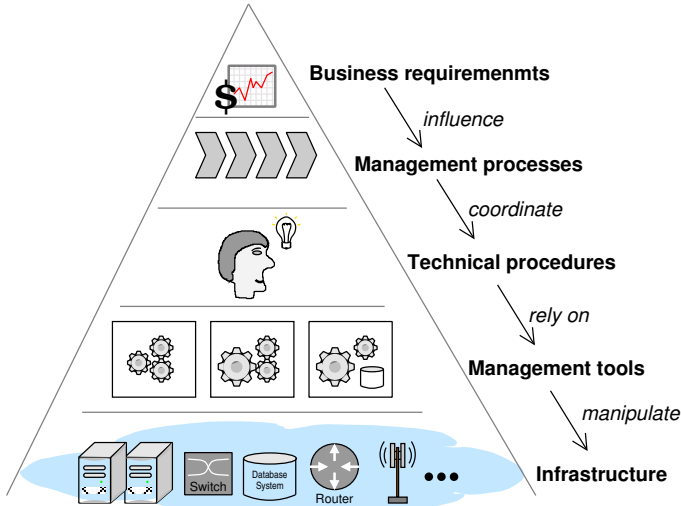 $
Business requiremenmts
influence
Management processes
coordinate
Technical procedures
rely on
Management tools
manipulate
Infrastructure
Switch
Database
System
Router